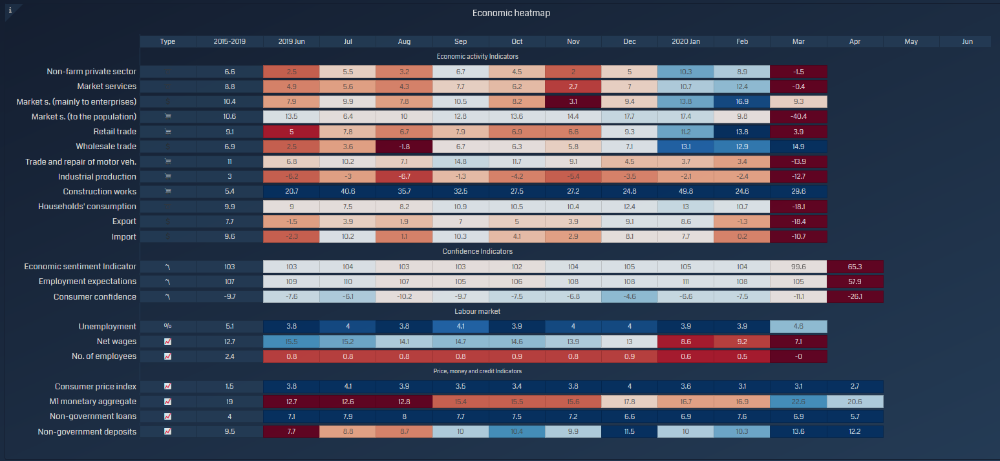 i
Economic heatmap
Type 2015-2019 2019 Jun Jul Aug Sep Oct Nov Dec 2020 Jan Feb Mar Apr May Jun
Economic activity Indicators
Non-farm private sector 6.6 2.5 5.5 3.2 6.7 4.5 2 5 10.3 8.9 -1.5
Market services 8.8 4.9 5.6 4.3 7.7 6.2 2.7 7 10.7 12.4 -0.4
Market s. (mainly to enterprises) $ 10.4 7.9 9.9 7.8 10.5 8.2 3.1 9.4 13.8 16.9 9.3
Market s. (to the population) 10.6 13.5 6.4 10 12.8 13.6 14.4 17.7 17.4 9.8 -40.4
Retail trade 9.1 5 7.8 6.7 7.9 6.9 6.6 9.3 11.2 13.8 3.9
Wholesale trade $ 6.9 2.5 3.6 -1.8 6.7 6.3 5.8 7.1 13.1 12.9 14.9
Trade and repair of motor veh. 11 6.8 10.2 7.1 14.8 11.7 9.1 4.5 3.7 3.4 -13.9
Industrial production 3 -6.2 -3 -6.7 -1.3 -4.2 -5.4 -3.5 -2.1 -2.4 -12.7
Construction works 5.4 20.7 40.6 35.7 32.5 27.5 27.2 24.8 49.8 24.6 29.6
Households' consumption 9.9 9 7.5 8.2 10.9 10.5 10.4 12.4 13 10.7 -18.1
Export $ 7.7 -1.5 3.9 1.9 7 5 3.9 9.1 8.6 -1.3 -18.4
Import $ 9.6 -2.3 10.2 1.1 10.3 4.1 2.9 8.1 7.7 0.2 -10.7
Confidence Indicators
Economic sentiment Indicator 103 103 104 103 103 102 104 105 105 104 99.6 65.3
Employment expectations 107 109 110 107 105 106 108 108 111 108 105 57.9
Consumer confidence -9.7 -7.6 -6.1 -10.2 -9.7 -7.5 -6.8 -4.6 -6.6 -7.5 -11.1 -26.1
Labour market
Unemployment % 5.1 3.8 4 3.8 4.1 3.9 4 4 3.9 3.9 4.6
Net wages 12.7 15.5 15.2 14.1 14.7 14.6 13.9 13 8.6 9.2 7.1
No. of employees 2.4 0.8 0.8 0.8 0.8 0.9 0.8 0.9 0.6 0.5 -0
Price, money and credit Indicators
Consumer price index 1.5 3.8 4.1 3.9 3.5 3.4 3.8 4 3.6 3.1 3.1 2.7
M1 monetary aggregate 19 12.7 12.6 12.8 15.4 15.5 15.6 17.8 16.7 16.9 22.6 20.6
Non-government loans 4 7.1 7.9 8 7.7 7.5 7.2 6.6 6.9 7.6 6.9 5.7
Non-government deposits 9.5 7.7 8.8 8.7 10 10.4 9.9 11.5 10 10.3 13.6 12.2